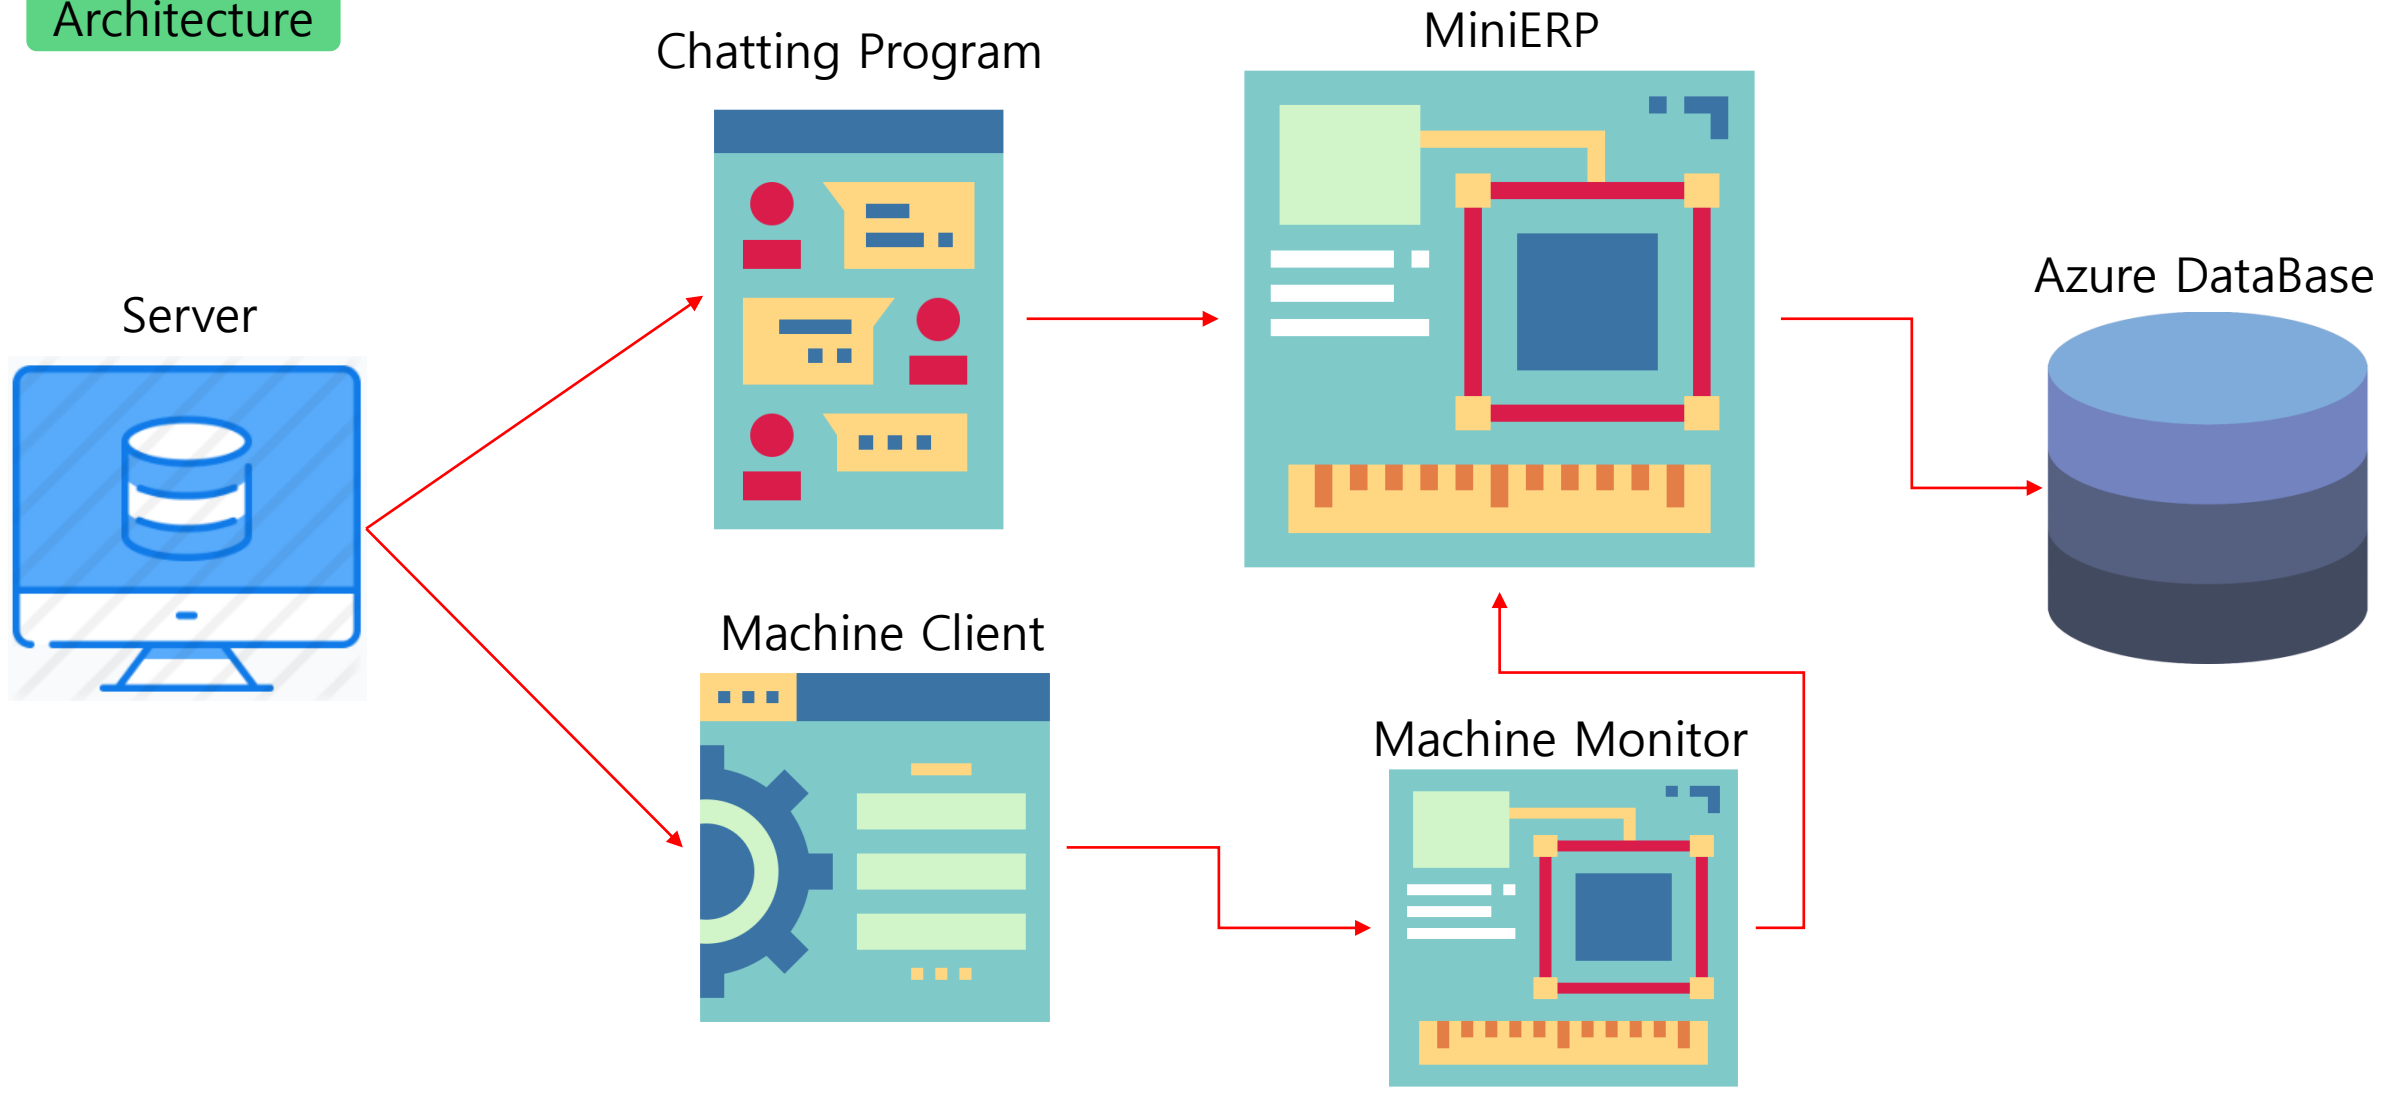 Architecture
Chatting Program
MiniERP
Server
Azure DataBase
Machine Client
Machine Monitor